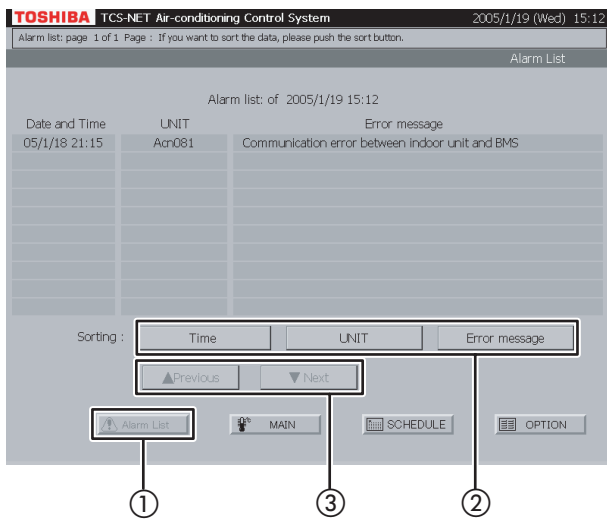 TOSHIBA TCS-NET Air-conditioning Control System 2005/1/19 (Wed) 15:12
Alarm list: page 1 of 1 Page : If you want to sort the data, please push the sort button.
Alarm List
Alarm list: of 2005/1/19 15:12
Date and Time UNIT Error message
05/1/18 21:15 Acn081 Communication error between indoor unit and BMS
Sorting : Time UNIT Error message
▲Previous ▼Next
Alarm List MAIN SCHEDULE OPTION
① ③ ②